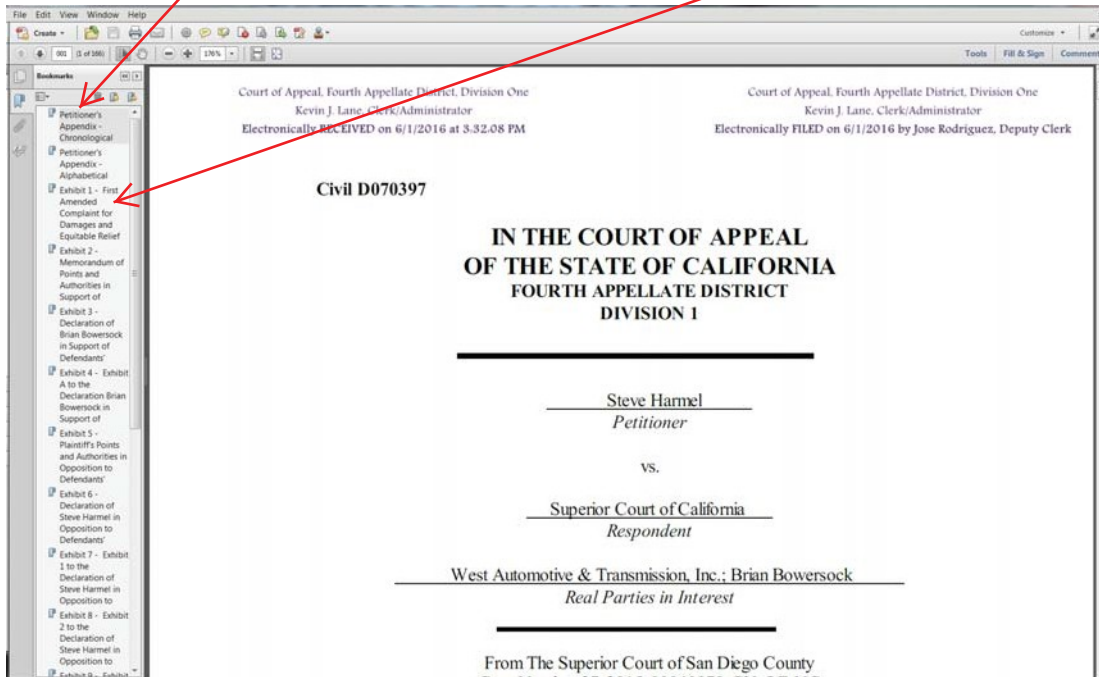 File Edit View Window Help
Create
Customize
001 (1 of 166)
176%
Tools Fill & Sign Comment
Bookmarks
Petitioner's
Appendix -
Chronological
Petitioner's
Appendix -
Alphabetical
Exhibit 1 - First
Amended
Complaint for
Damages and
Equitable Relief
Exhibit 2 -
Memorandum of
Points and
Authorities in
Support of
Exhibit 3 -
Declaration of
Brian Bowersock
in Support of
Defendants'
Exhibit 4 - Exhibit
A to the
Declaration Brian
Bowersock in
Support of
Exhibit 5 -
Plaintiff's Points
and Authorities in
Opposition to
Defendants'
Exhibit 6 -
Declaration of
Steve Harmel in
Opposition to
Defendants'
Exhibit 7 - Exhibit
1 to the
Declaration of
Steve Harmel in
Opposition to
Exhibit 8 - Exhibit
2 to the
Declaration of
Steve Harmel in
Opposition to
Exhibit 9 - Exhibit
Court of Appeal, Fourth Appellate District, Division One
Kevin J. Lane, Clerk/Administrator
Electronically RECEIVED on 6/1/2016 at 3:32:08 PM
Court of Appeal, Fourth Appellate District, Division One
Kevin J. Lane, Clerk/Administrator
Electronically FILED on 6/1/2016 by Jose Rodriguez, Deputy Clerk
Civil D070397
IN THE COURT OF APPEAL
OF THE STATE OF CALIFORNIA
FOURTH APPELLATE DISTRICT
DIVISION 1
Steve Harmel
Petitioner
vs.
Superior Court of California
Respondent
West Automotive & Transmission, Inc.; Brian Bowersock
Real Parties in Interest
From The Superior Court of San Diego County